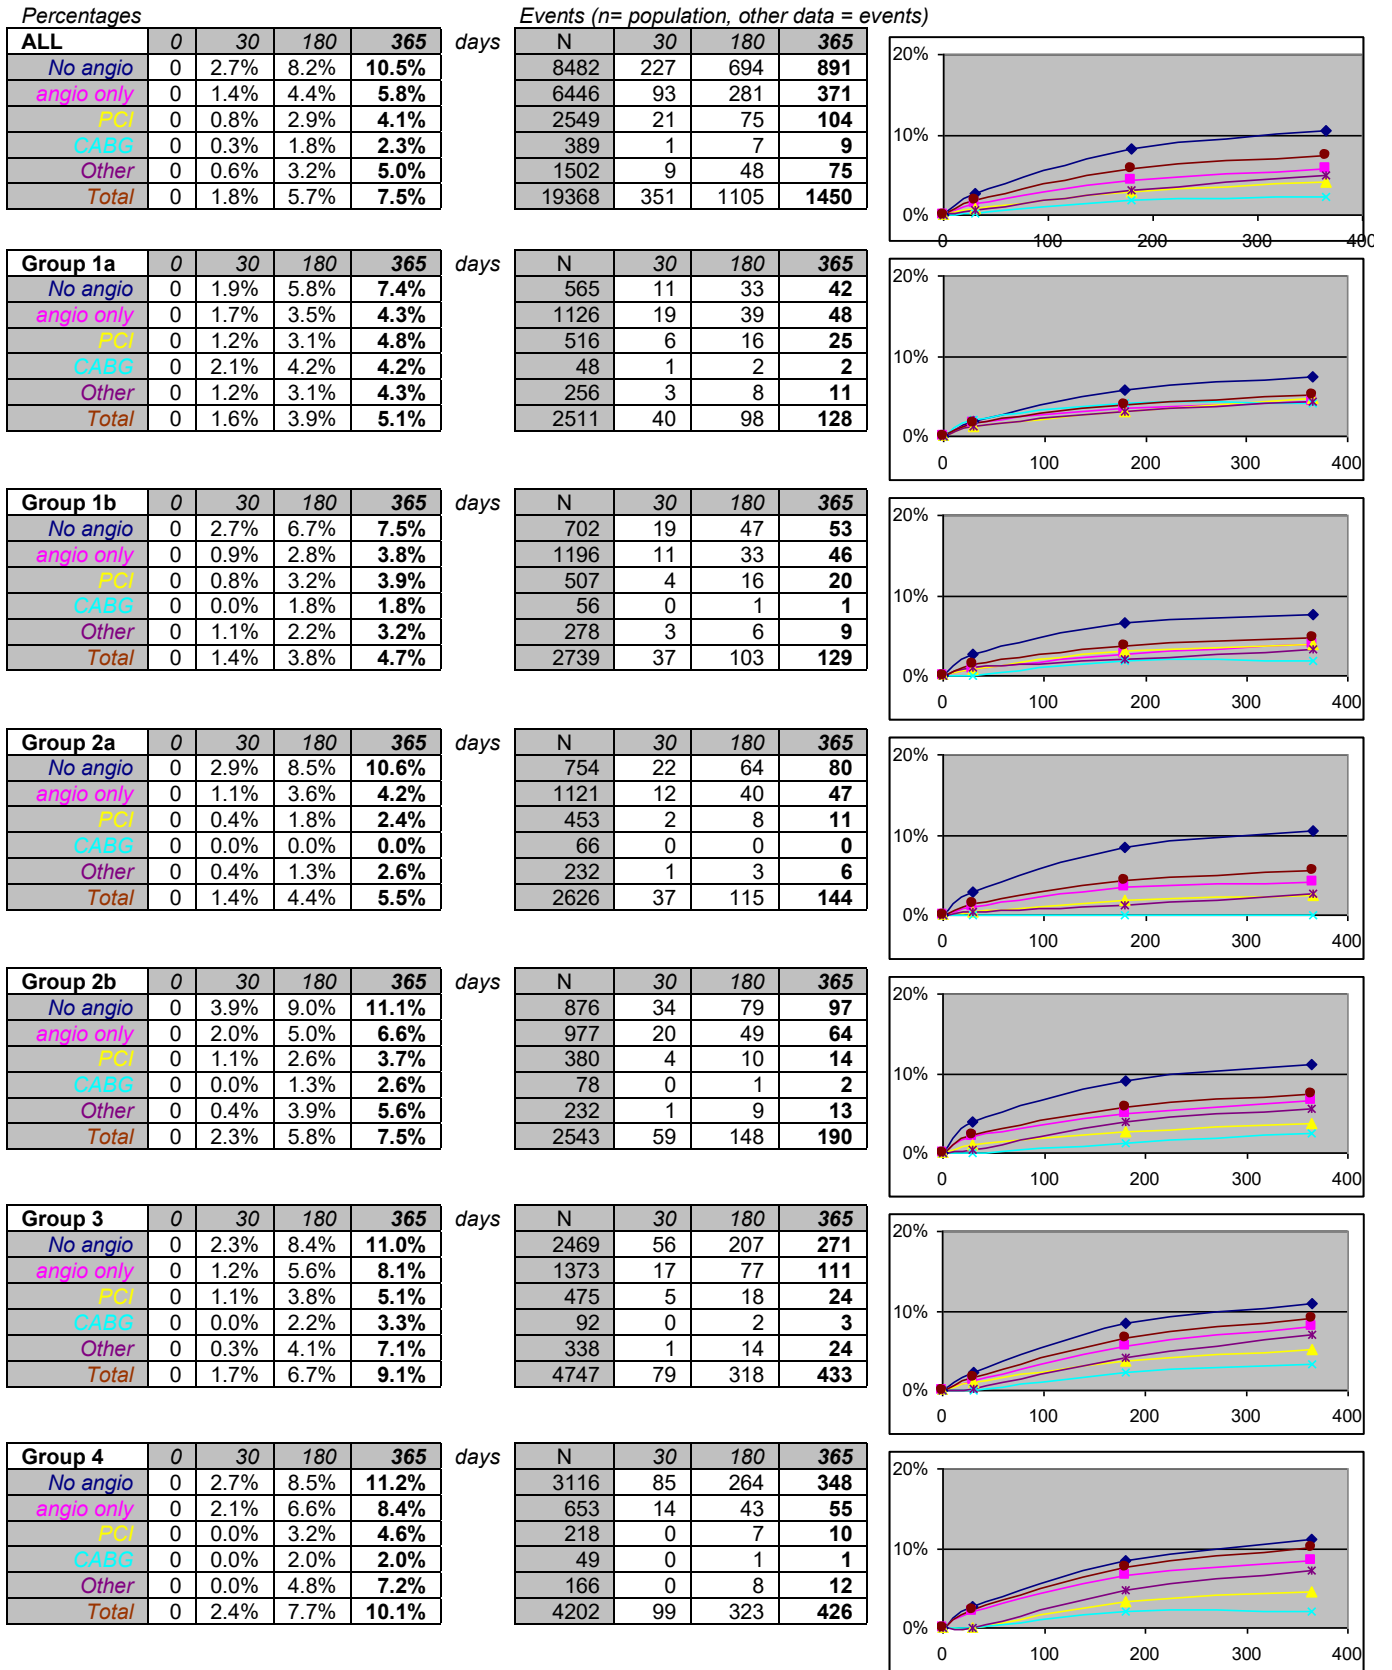 Percentages Events (n= population, other data = events)
ALL 0 30 180 365 days N 30 180 365
No angio 0 2.7% 8.2% 10.5% 8482 227 694 891
angio only 0 1.4% 4.4% 5.8% 6446 93 281 371
PCI 0 0.8% 2.9% 4.1% 2549 21 75 104
CABG 0 0.3% 1.8% 2.3% 389 1 7 9
Other 0 0.6% 3.2% 5.0% 1502 9 48 75
Total 0 1.8% 5.7% 7.5% 19368 351 1105 1450
20%
10%
0%
0 100 200 300 400
Group 1a 0 30 180 365 days N 30 180 365
No angio 0 1.9% 5.8% 7.4% 565 11 33 42
angio only 0 1.7% 3.5% 4.3% 1126 19 39 48
PCI 0 1.2% 3.1% 4.8% 516 6 16 25
CABG 0 2.1% 4.2% 4.2% 48 1 2 2
Other 0 1.2% 3.1% 4.3% 256 3 8 11
Total 0 1.6% 3.9% 5.1% 2511 40 98 128
20%
10%
0%
0 100 200 300 400
Group 1b 0 30 180 365 days N 30 180 365
No angio 0 2.7% 6.7% 7.5% 702 19 47 53
angio only 0 0.9% 2.8% 3.8% 1196 11 33 46
PCI 0 0.8% 3.2% 3.9% 507 4 16 20
CABG 0 0.0% 1.8% 1.8% 56 0 1 1
Other 0 1.1% 2.2% 3.2% 278 3 6 9
Total 0 1.4% 3.8% 4.7% 2739 37 103 129
20%
10%
0%
0 100 200 300 400
Group 2a 0 30 180 365 days N 30 180 365
No angio 0 2.9% 8.5% 10.6% 754 22 64 80
angio only 0 1.1% 3.6% 4.2% 1121 12 40 47
PCI 0 0.4% 1.8% 2.4% 453 2 8 11
CABG 0 0.0% 0.0% 0.0% 66 0 0 0
Other 0 0.4% 1.3% 2.6% 232 1 3 6
Total 0 1.4% 4.4% 5.5% 2626 37 115 144
20%
10%
0%
0 100 200 300 400
Group 2b 0 30 180 365 days N 30 180 365
No angio 0 3.9% 9.0% 11.1% 876 34 79 97
angio only 0 2.0% 5.0% 6.6% 977 20 49 64
PCI 0 1.1% 2.6% 3.7% 380 4 10 14
CABG 0 0.0% 1.3% 2.6% 78 0 1 2
Other 0 0.4% 3.9% 5.6% 232 1 9 13
Total 0 2.3% 5.8% 7.5% 2543 59 148 190
20%
10%
0%
0 100 200 300 400
Group 3 0 30 180 365 days N 30 180 365
No angio 0 2.3% 8.4% 11.0% 2469 56 207 271
angio only 0 1.2% 5.6% 8.1% 1373 17 77 111
PCI 0 1.1% 3.8% 5.1% 475 5 18 24
CABG 0 0.0% 2.2% 3.3% 92 0 2 3
Other 0 0.3% 4.1% 7.1% 338 1 14 24
Total 0 1.7% 6.7% 9.1% 4747 79 318 433
20%
10%
0%
0 100 200 300 400
Group 4 0 30 180 365 days N 30 180 365
No angio 0 2.7% 8.5% 11.2% 3116 85 264 348
angio only 0 2.1% 6.6% 8.4% 653 14 43 55
PCI 0 0.0% 3.2% 4.6% 218 0 7 10
CABG 0 0.0% 2.0% 2.0% 49 0 1 1
Other 0 0.0% 4.8% 7.2% 166 0 8 12
Total 0 2.4% 7.7% 10.1% 4202 99 323 426
20%
10%
0%
0 100 200 300 400